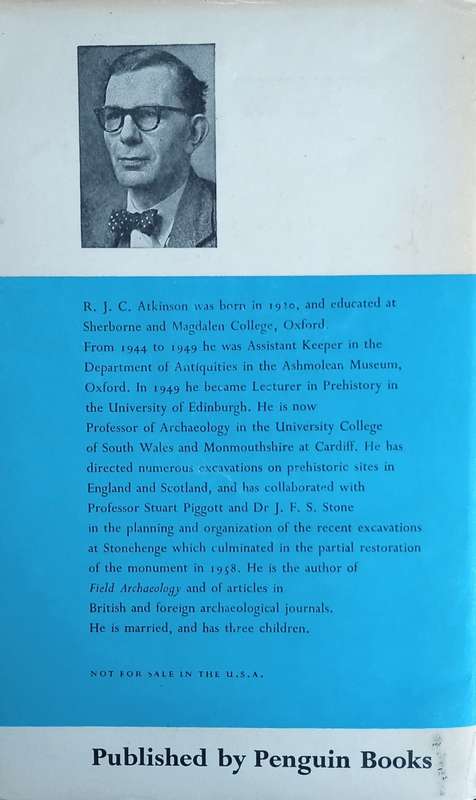 R. J. C. Atkinson was born in 1920, and educated at
Sherborne and Magdalen College, Oxford.
From 1944 to 1949 he was Assistant Keeper in the
Department of Antiquities in the Ashmolean Museum,
Oxford. In 1949 he became Lecturer in Prehistory in
the University of Edinburgh. He is now
Professor of Archaeology in the University College
of South Wales and Monmouthshire at Cardiff. He has
directed numerous excavations on prehistoric sites in
England and Scotland, and has collaborated with
Professor Stuart Piggott and Dr J. F. S. Stone
in the planning and organization of the recent excavations
at Stonehenge which culminated in the partial restoration
of the monument in 1958. He is the author of
Field Archaeology and of articles in
British and foreign archaeological journals.
He is married, and has three children.
NOT FOR SALE IN THE U.S.A.
Published by Penguin Books